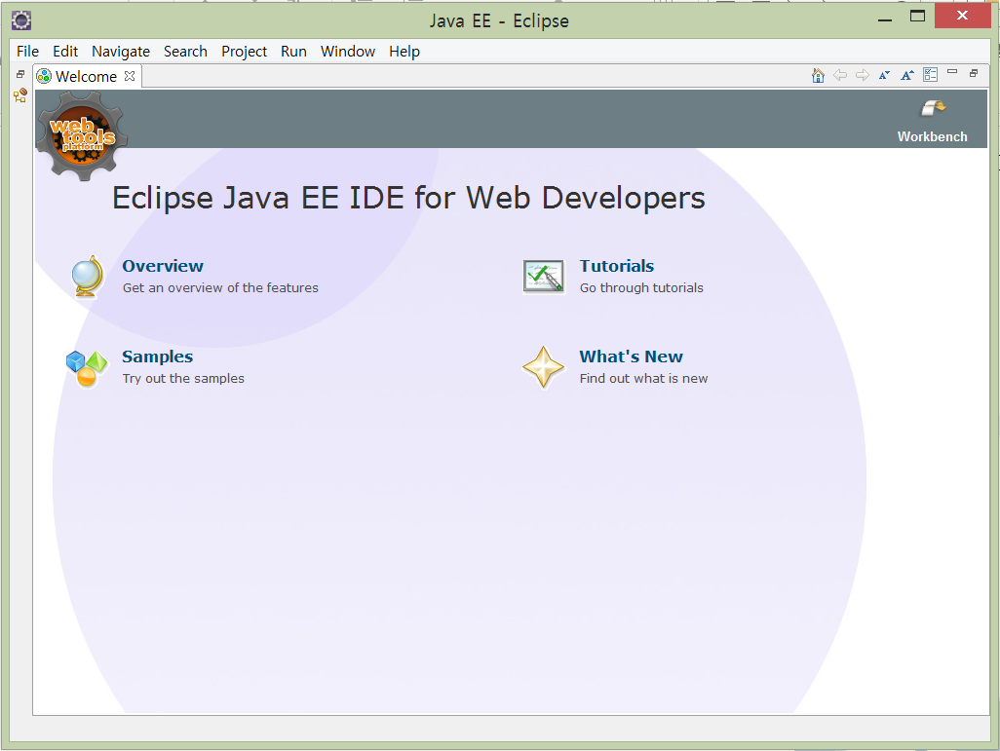 Java EE - Eclipse
File Edit Navigate Search Project Run Window Help
Welcome
web
tools
platform
Workbench
Eclipse Java EE IDE for Web Developers
Overview
Get an overview of the features
Tutorials
Go through tutorials
Samples
Try out the samples
What's New
Find out what is new